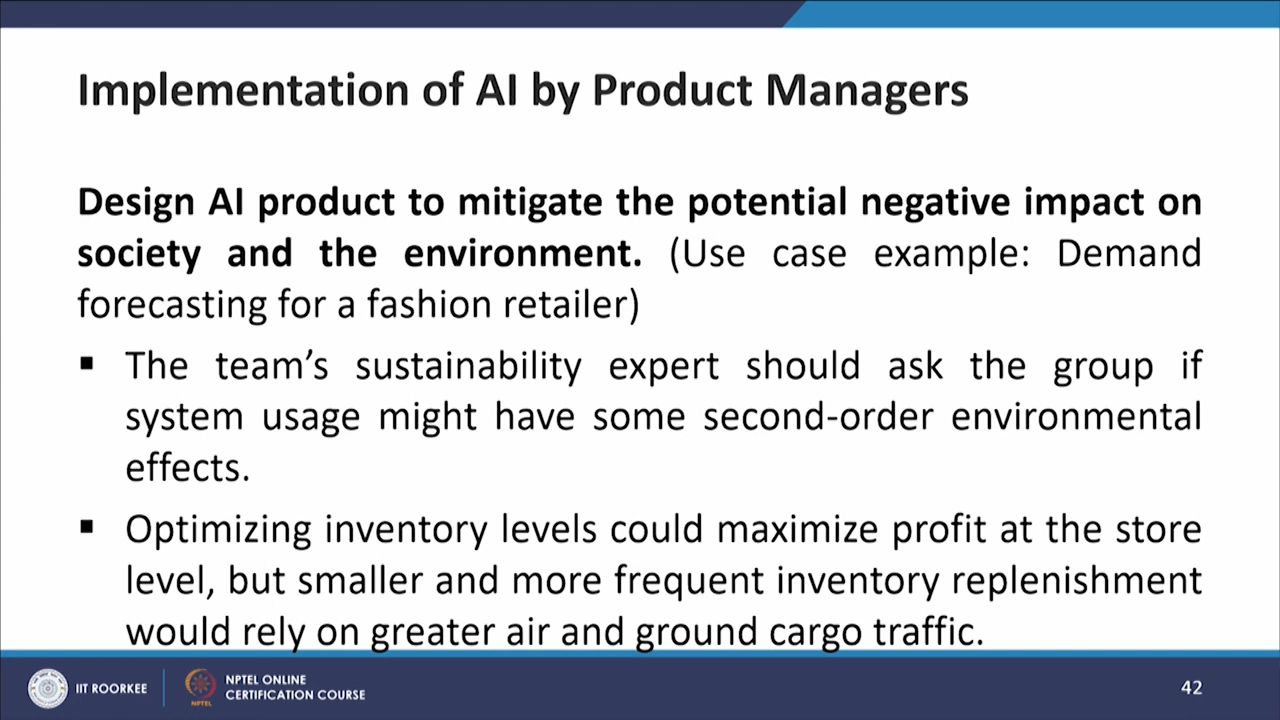 Implementation of AI by Product Managers
Design AI product to mitigate the potential negative impact on
society and the environment. (Use case example: Demand
forecasting for a fashion retailer)
▪ The team’s sustainability expert should ask the group if
system usage might have some second-order environmental
effects.
▪ Optimizing inventory levels could maximize profit at the store
level, but smaller and more frequent inventory replenishment
would rely on greater air and ground cargo traffic.
IIT ROORKEE
NPTEL
NPTEL ONLINE
CERTIFICATION COURSE
42